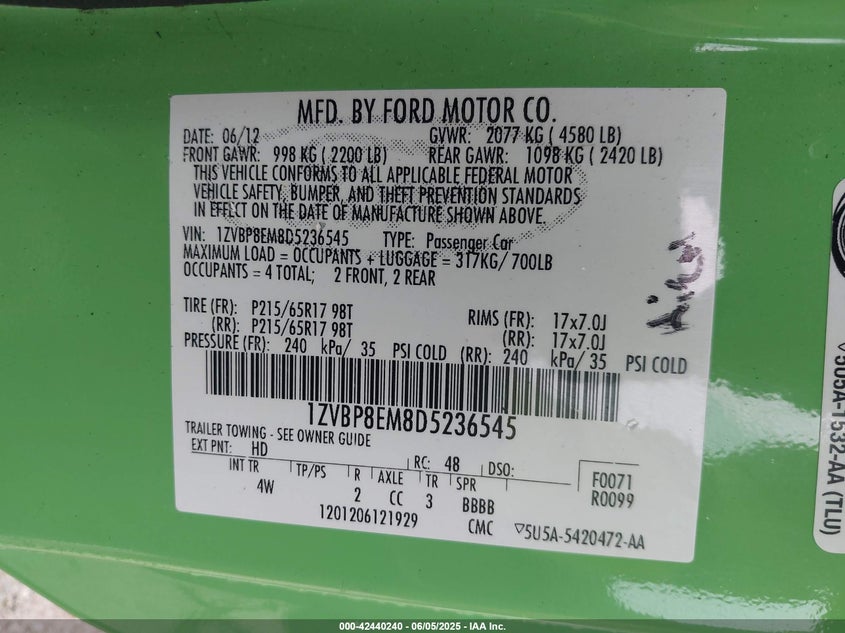 MFD. BY FORD MOTOR CO.
DATE: 06/12 GVWR: 2077 KG ( 4580 LB)
FRONT GAWR: 998 KG ( 2200 LB) REAR GAWR: 1098 KG ( 2420 LB)
THIS VEHICLE CONFORMS TO ALL APPLICABLE FEDERAL MOTOR
VEHICLE SAFETY, BUMPER, AND THEFT PREVENTION STANDARDS
IN EFFECT ON THE DATE OF MANUFACTURE SHOWN ABOVE.
VIN: 1ZVBP8EM8D5236545 TYPE: Passenger Car
MAXIMUM LOAD = OCCUPANTS + LUGGAGE = 317KG/ 700LB
OCCUPANTS = 4 TOTAL; 2 FRONT, 2 REAR
TIRE (FR): P215/65R17 98T RIMS (FR): 17x7.0J
(RR): P215/65R17 98T (RR): 17x7.0J
PRESSURE (FR): 240 kPa/ 35 PSI COLD (RR): 240 kPa/ 35 PSI COLD
1ZVBP8EM8D5236545
TRAILER TOWING - SEE OWNER GUIDE
EXT PNT: HD RC: 48 DSO: F0071
INT TR TP/PS R AXLE TR SPR R0099
4W 2 CC 3 BBBB
1201206121929 CMC ▽5U5A-5420472-AA
▽5U5A-1532-AA (TLU)
000-42440240 - 06/05/2025 - IAA Inc.